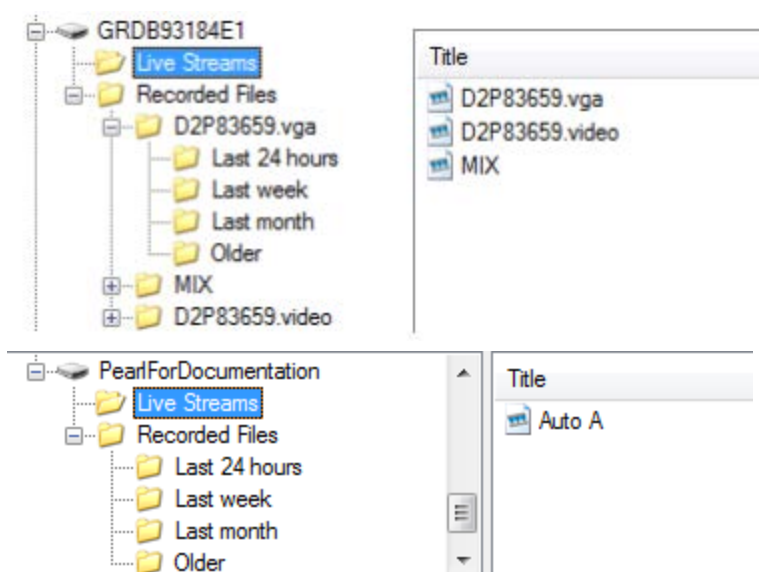 GRDB93184E1
Live Streams
Recorded Files
D2P83659.vga
Last 24 hours
Last week
Last month
Older
MIX
D2P83659.video
Title
D2P83659.vga
D2P83659.video
MIX
PearlForDocumentation
Live Streams
Recorded Files
Last 24 hours
Last week
Last month
Older
Title
Auto A